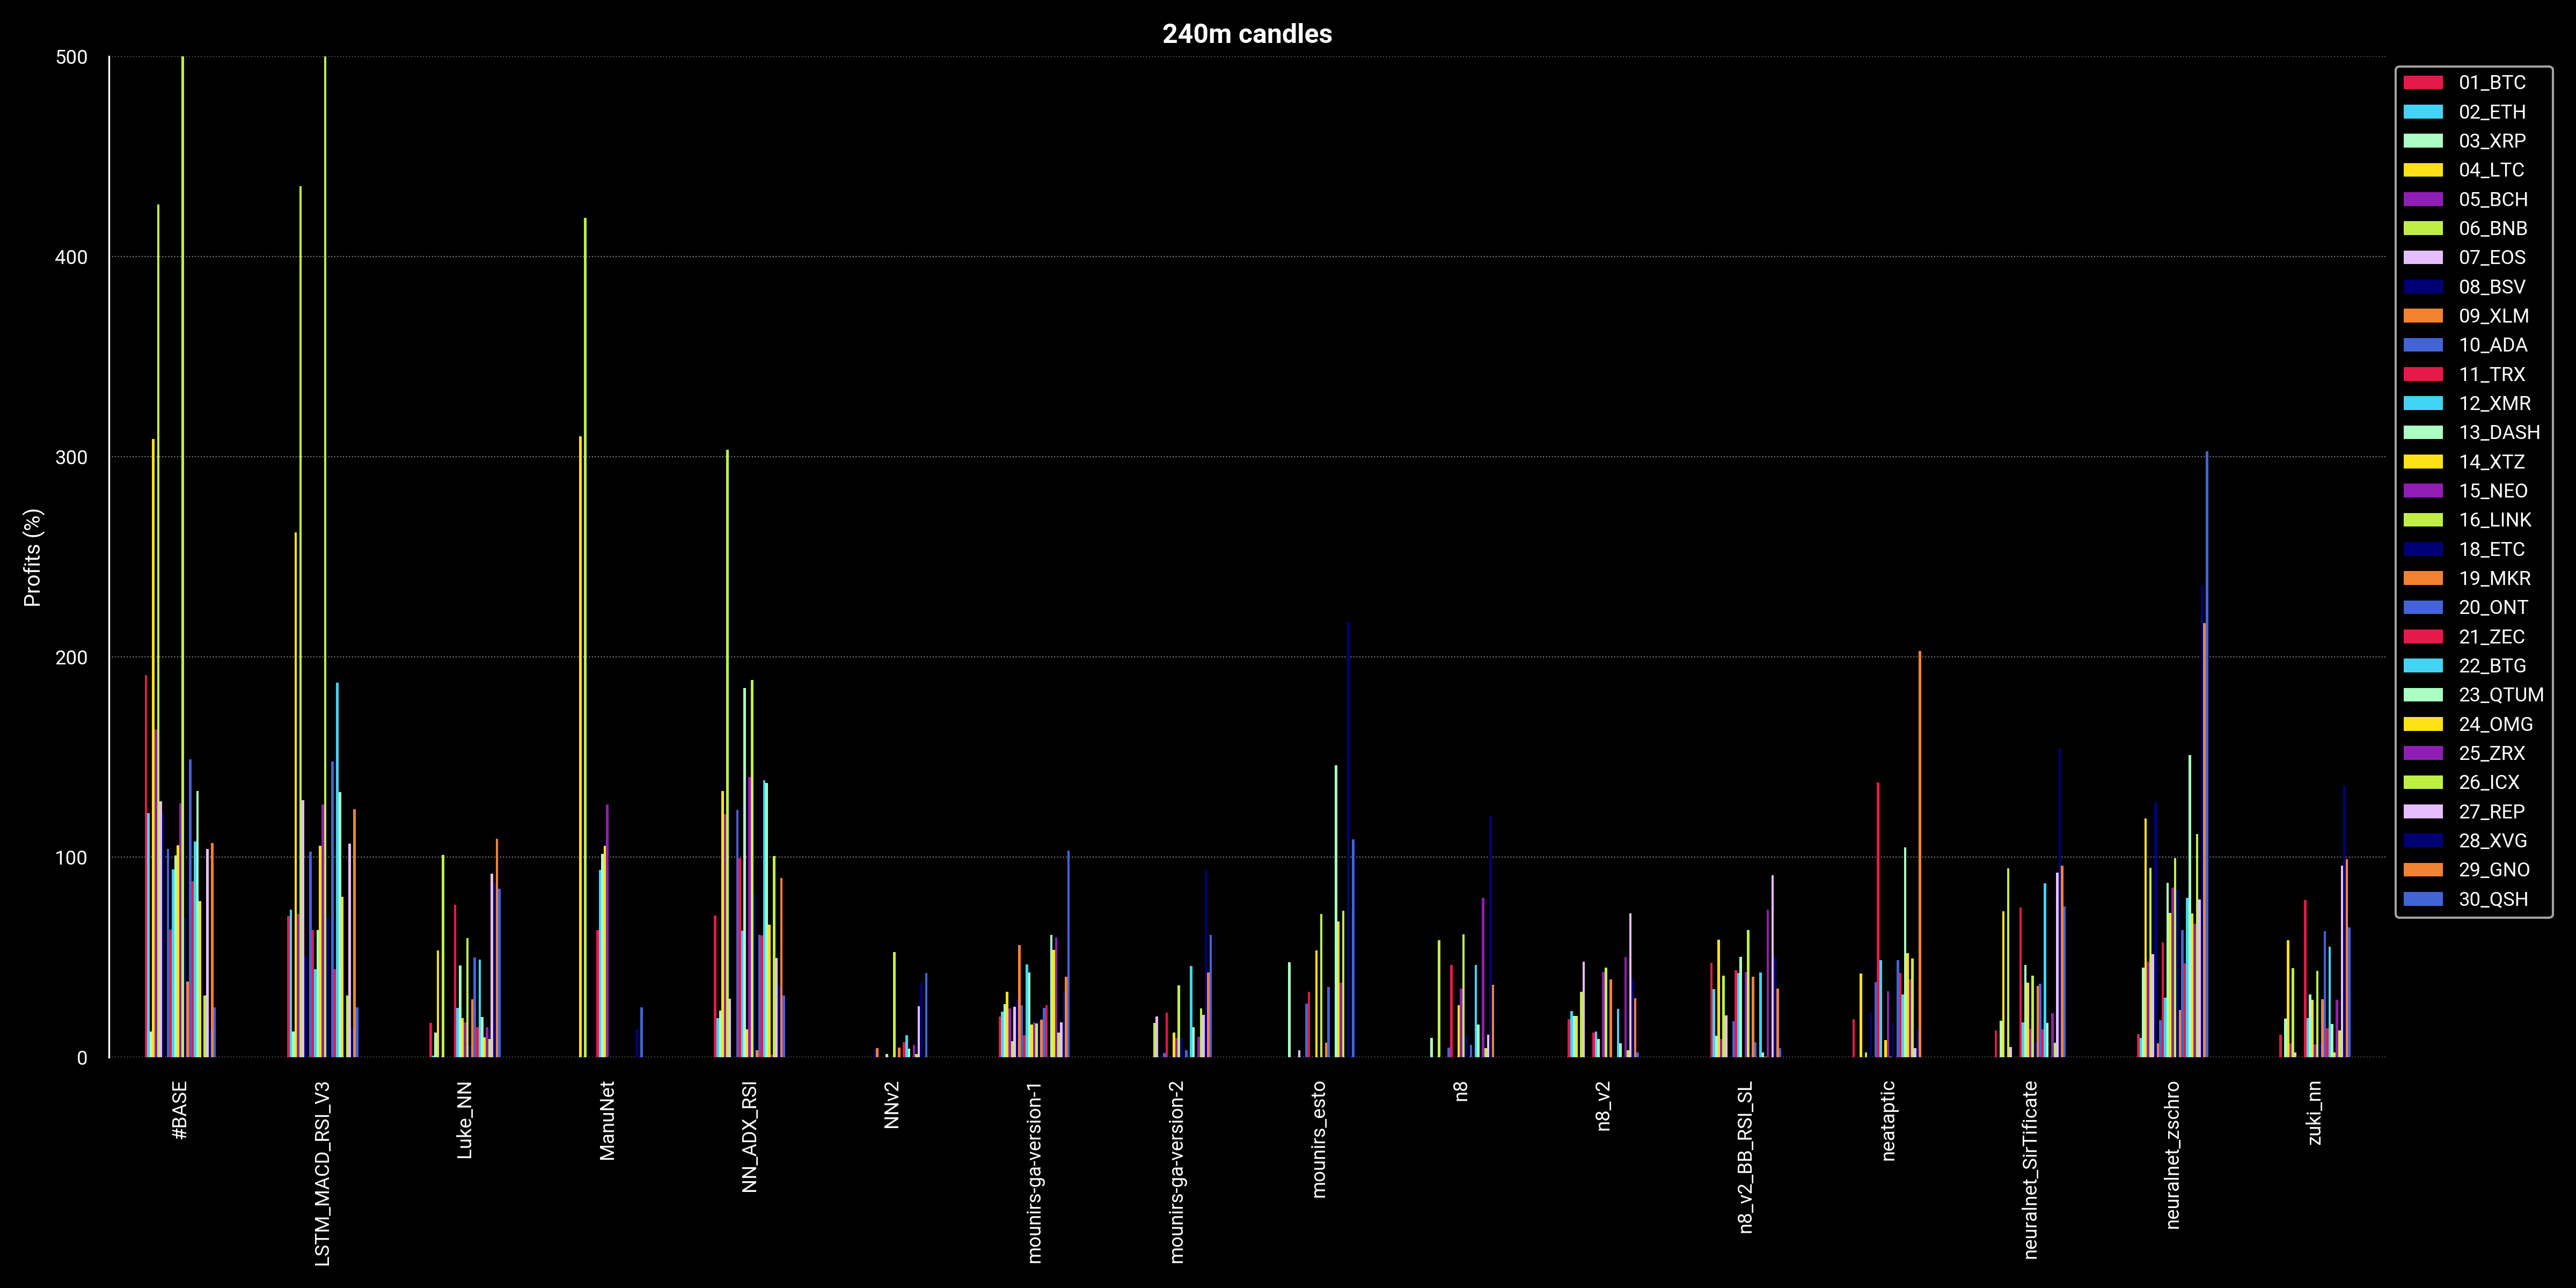 240m candles
Profits (%)
500
400
300
200
100
0
#BASE
LSTM_MACD_RSI_V3
Luke_NN
ManuNet
NN_ADX_RSI
NNv2
mounirs-ga-version-1
mounirs-ga-version-2
mounirs_esto
n8
n8_v2
n8_v2_BB_RSI_SL
neataptic
neuralnet_SirTificate
neuralnet_zschro
zuki_nn
01_BTC
02_ETH
03_XRP
04_LTC
05_BCH
06_BNB
07_EOS
08_BSV
09_XLM
10_ADA
11_TRX
12_XMR
13_DASH
14_XTZ
15_NEO
16_LINK
18_ETC
19_MKR
20_ONT
21_ZEC
22_BTG
23_QTUM
24_OMG
25_ZRX
26_ICX
27_REP
28_XVG
29_GNO
30_QSH